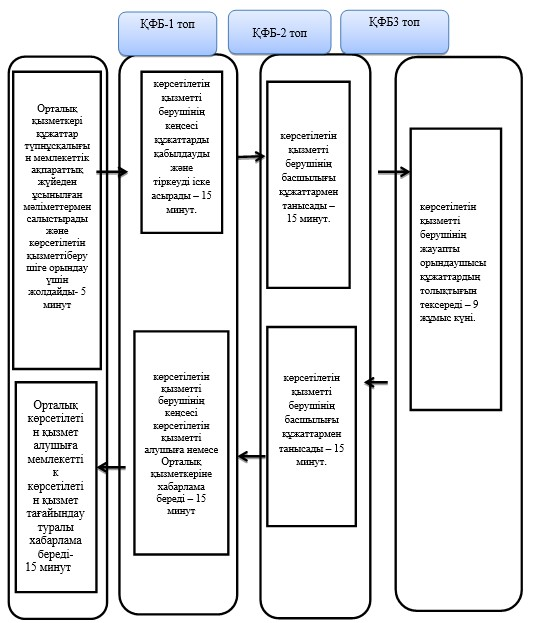 ҚФБ-1 топ
ҚФБ-2 топ
ҚФБ3 топ
Орталық
қызметкері
құжаттар
түпнұсқалығы
н мемлекеттік
ақпараттық
жүйеден
ұсынылған
мәліметтермен
салыстырады
және
көрсетілетін
қызметтіберу
шіге орындау
үшін
жолдайды- 5
минут
көрсетілетін
қызметті
берушінің
кеңсесі
құжаттарды
қабылдауды
және
тіркеуді іске
асырады – 15
минут.
көрсетілетін
қызметті
берушінің
басшылығы
құжаттармен
танысады –
15 минут.
көрсетілетін
қызметті
берушінің
жауапты
орындаушысы
құжаттардың
толықтығын
тексереді – 9
жұмыс күні.
көрсетілетін
қызметті
берушінің
басшылығы
құжаттармен
танысады – 15
минут.
көрсетілетін
қызметті
берушінің
кеңсесі
көрсетілетін
қызметті
алушыға немесе
Орталық
қызметкеріне
хабарлама
береді – 15
минут
Орталық
көрсетілеті
н қызмет
алушыға
мемлекетті
к
көрсетілеті
н қызмет
тағайындау
туралы
хабарлама
береді-
15 минут